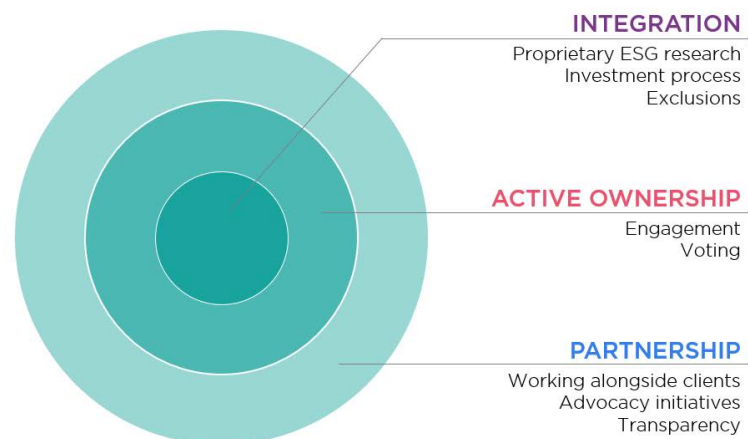 INTEGRATION
Proprietary ESG research
Investment process
Exclusions
ACTIVE OWNERSHIP
Engagement
Voting
PARTNERSHIP
Working alongside clients
Advocacy initiatives
Transparency